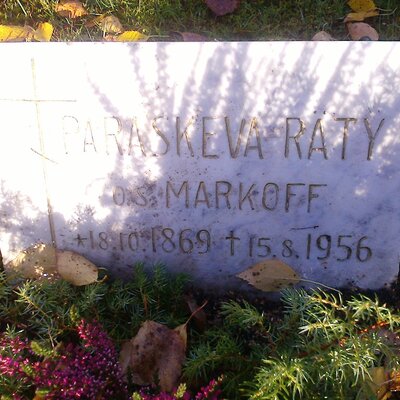 PARASKEVA RÄTY
O.S. MARKOFF
*18.10.1869 †15.8.1956